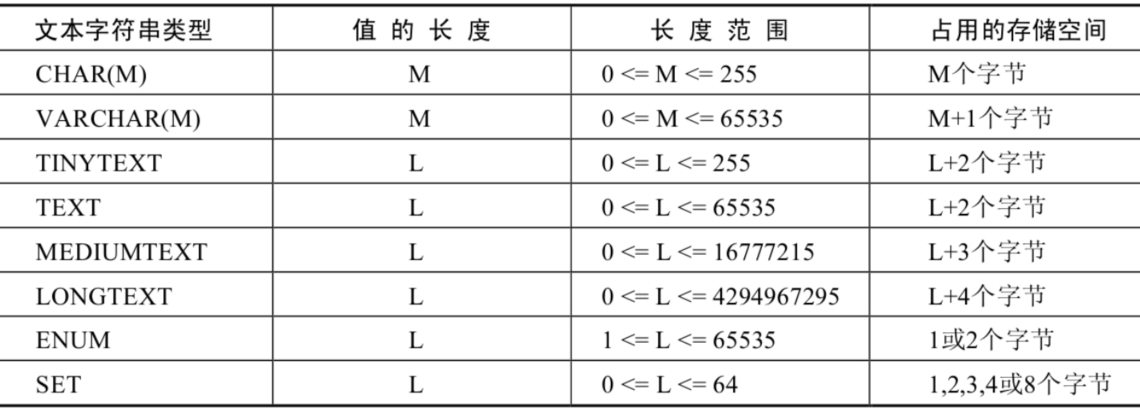 文本字符串类型 值 的 长 度 长 度 范 围 占用的存储空间
CHAR(M) M 0 <= M <= 255 M个字节
VARCHAR(M) M 0 <= M <= 65535 M+1个字节
TINYTEXT L 0 <= L <= 255 L+2个字节
TEXT L 0 <= L <= 65535 L+2个字节
MEDIUMTEXT L 0 <= L <= 16777215 L+3个字节
LONGTEXT L 0 <= L <= 4294967295 L+4个字节
ENUM L 1 <= L <= 65535 1或2个字节
SET L 0 <= L <= 64 1,2,3,4或8个字节